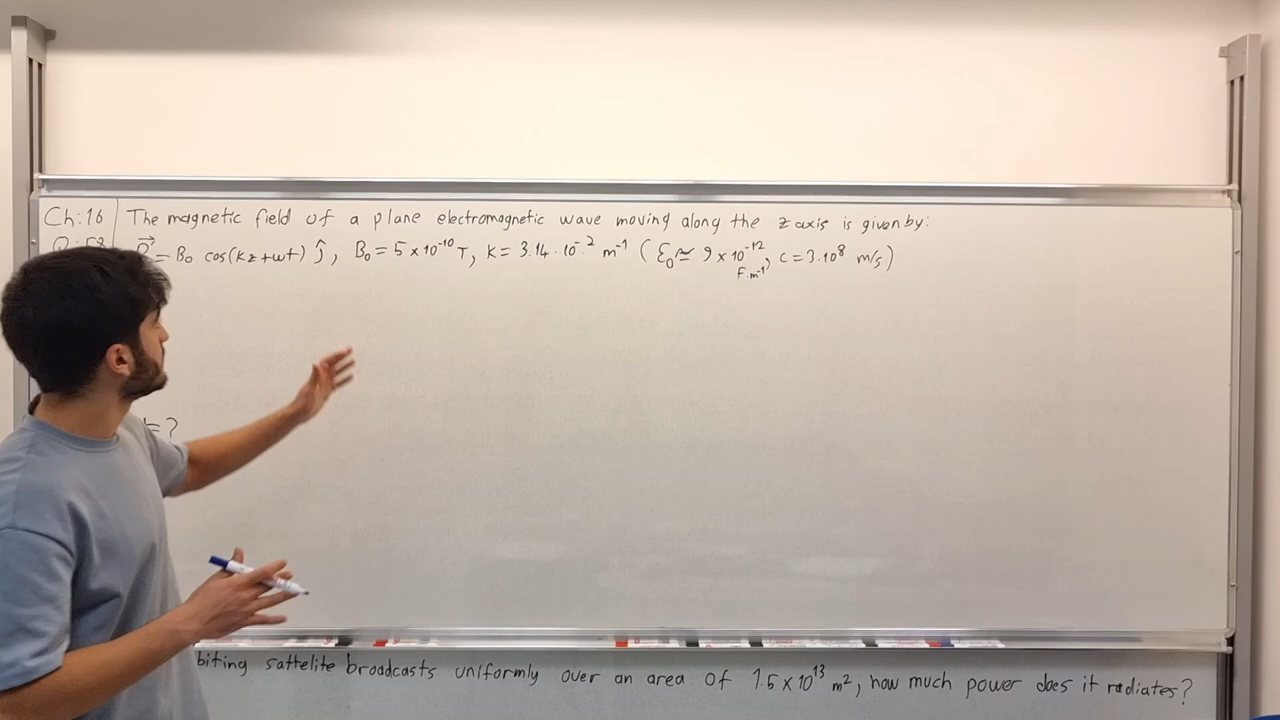 Ch:16 The magnetic field of a plane electromagnetic wave moving along the z axis is given by:
= B₀ cos(kz+ωt) ĵ, B₀ = 5×10⁻¹⁰ T, k = 3.14·10⁻² m⁻¹ (ℰ₀ ≅ 9×10⁻¹² F.m⁻¹, c = 3.10⁸ m/s)
= ?
biting sattelite broadcasts uniformly over an area of 1.5×10¹³ m², how much power does it radiates?